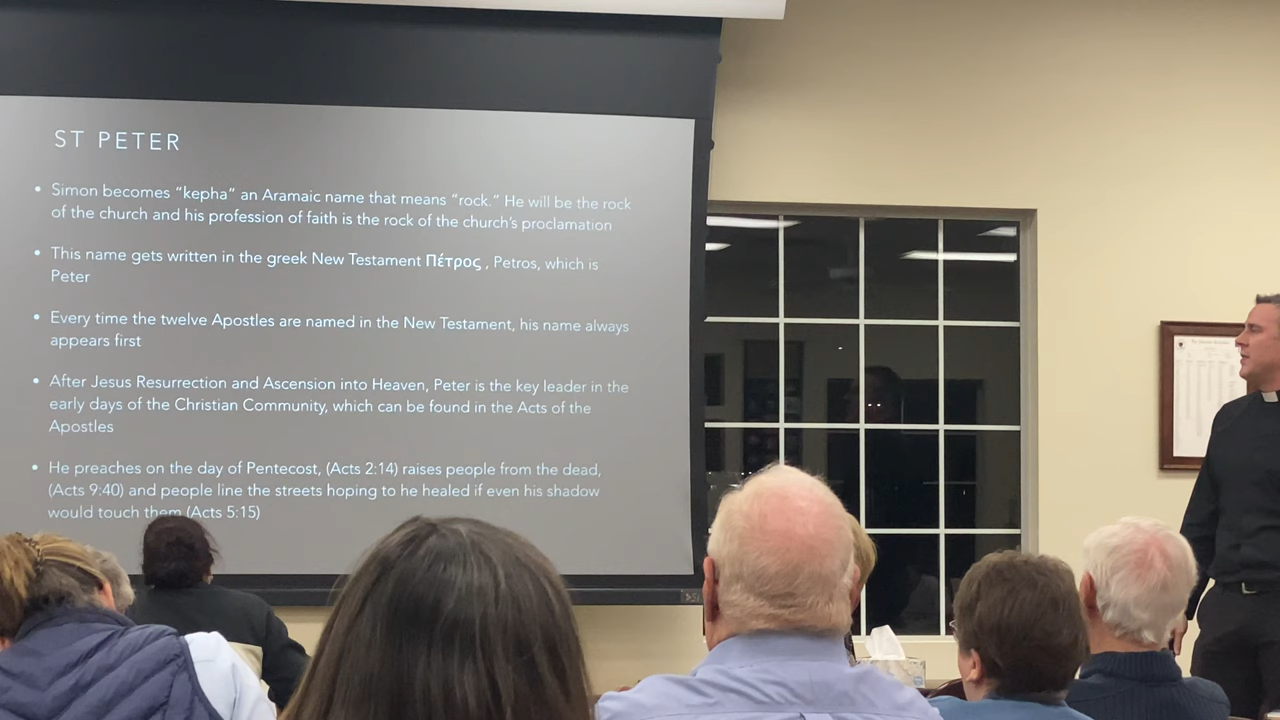 ST PETER
• Simon becomes “kepha” an Aramaic name that means “rock.” He will be the rock
of the church and his profession of faith is the rock of the church’s proclamation
• This name gets written in the greek New Testament Πέτρος , Petros, which is
Peter
• Every time the twelve Apostles are named in the New Testament, his name always
appears first
• After Jesus Resurrection and Ascension into Heaven, Peter is the key leader in the
early days of the Christian Community, which can be found in the Acts of the
Apostles
• He preaches on the day of Pentecost, (Acts 2:14) raises people from the dead,
(Acts 9:40) and people line the streets hoping to he healed if even his shadow
would touch them (Acts 5:15)